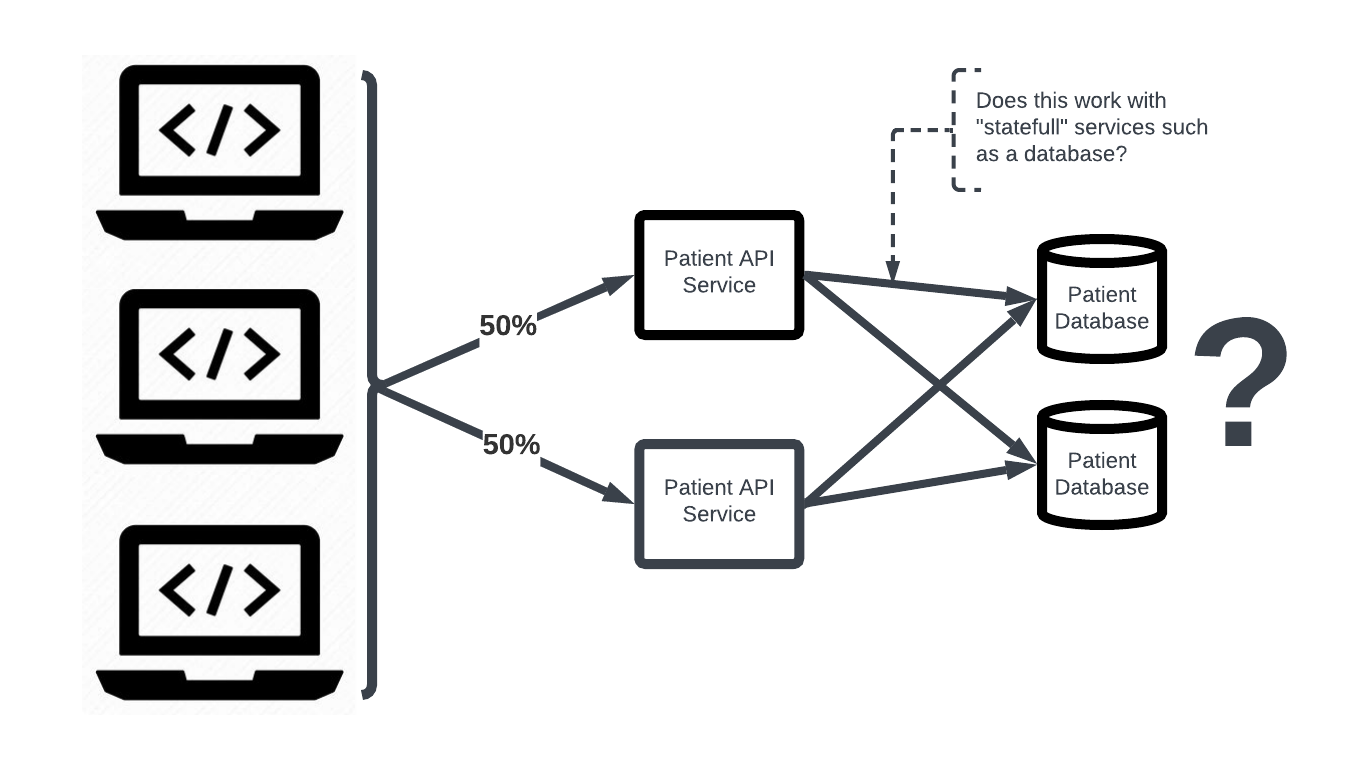 </>
</>
</>
50%
50%
Patient API
Service
Patient API
Service
Does this work with
"statefull" services such
as a database?
Patient
Database
Patient
Database
?